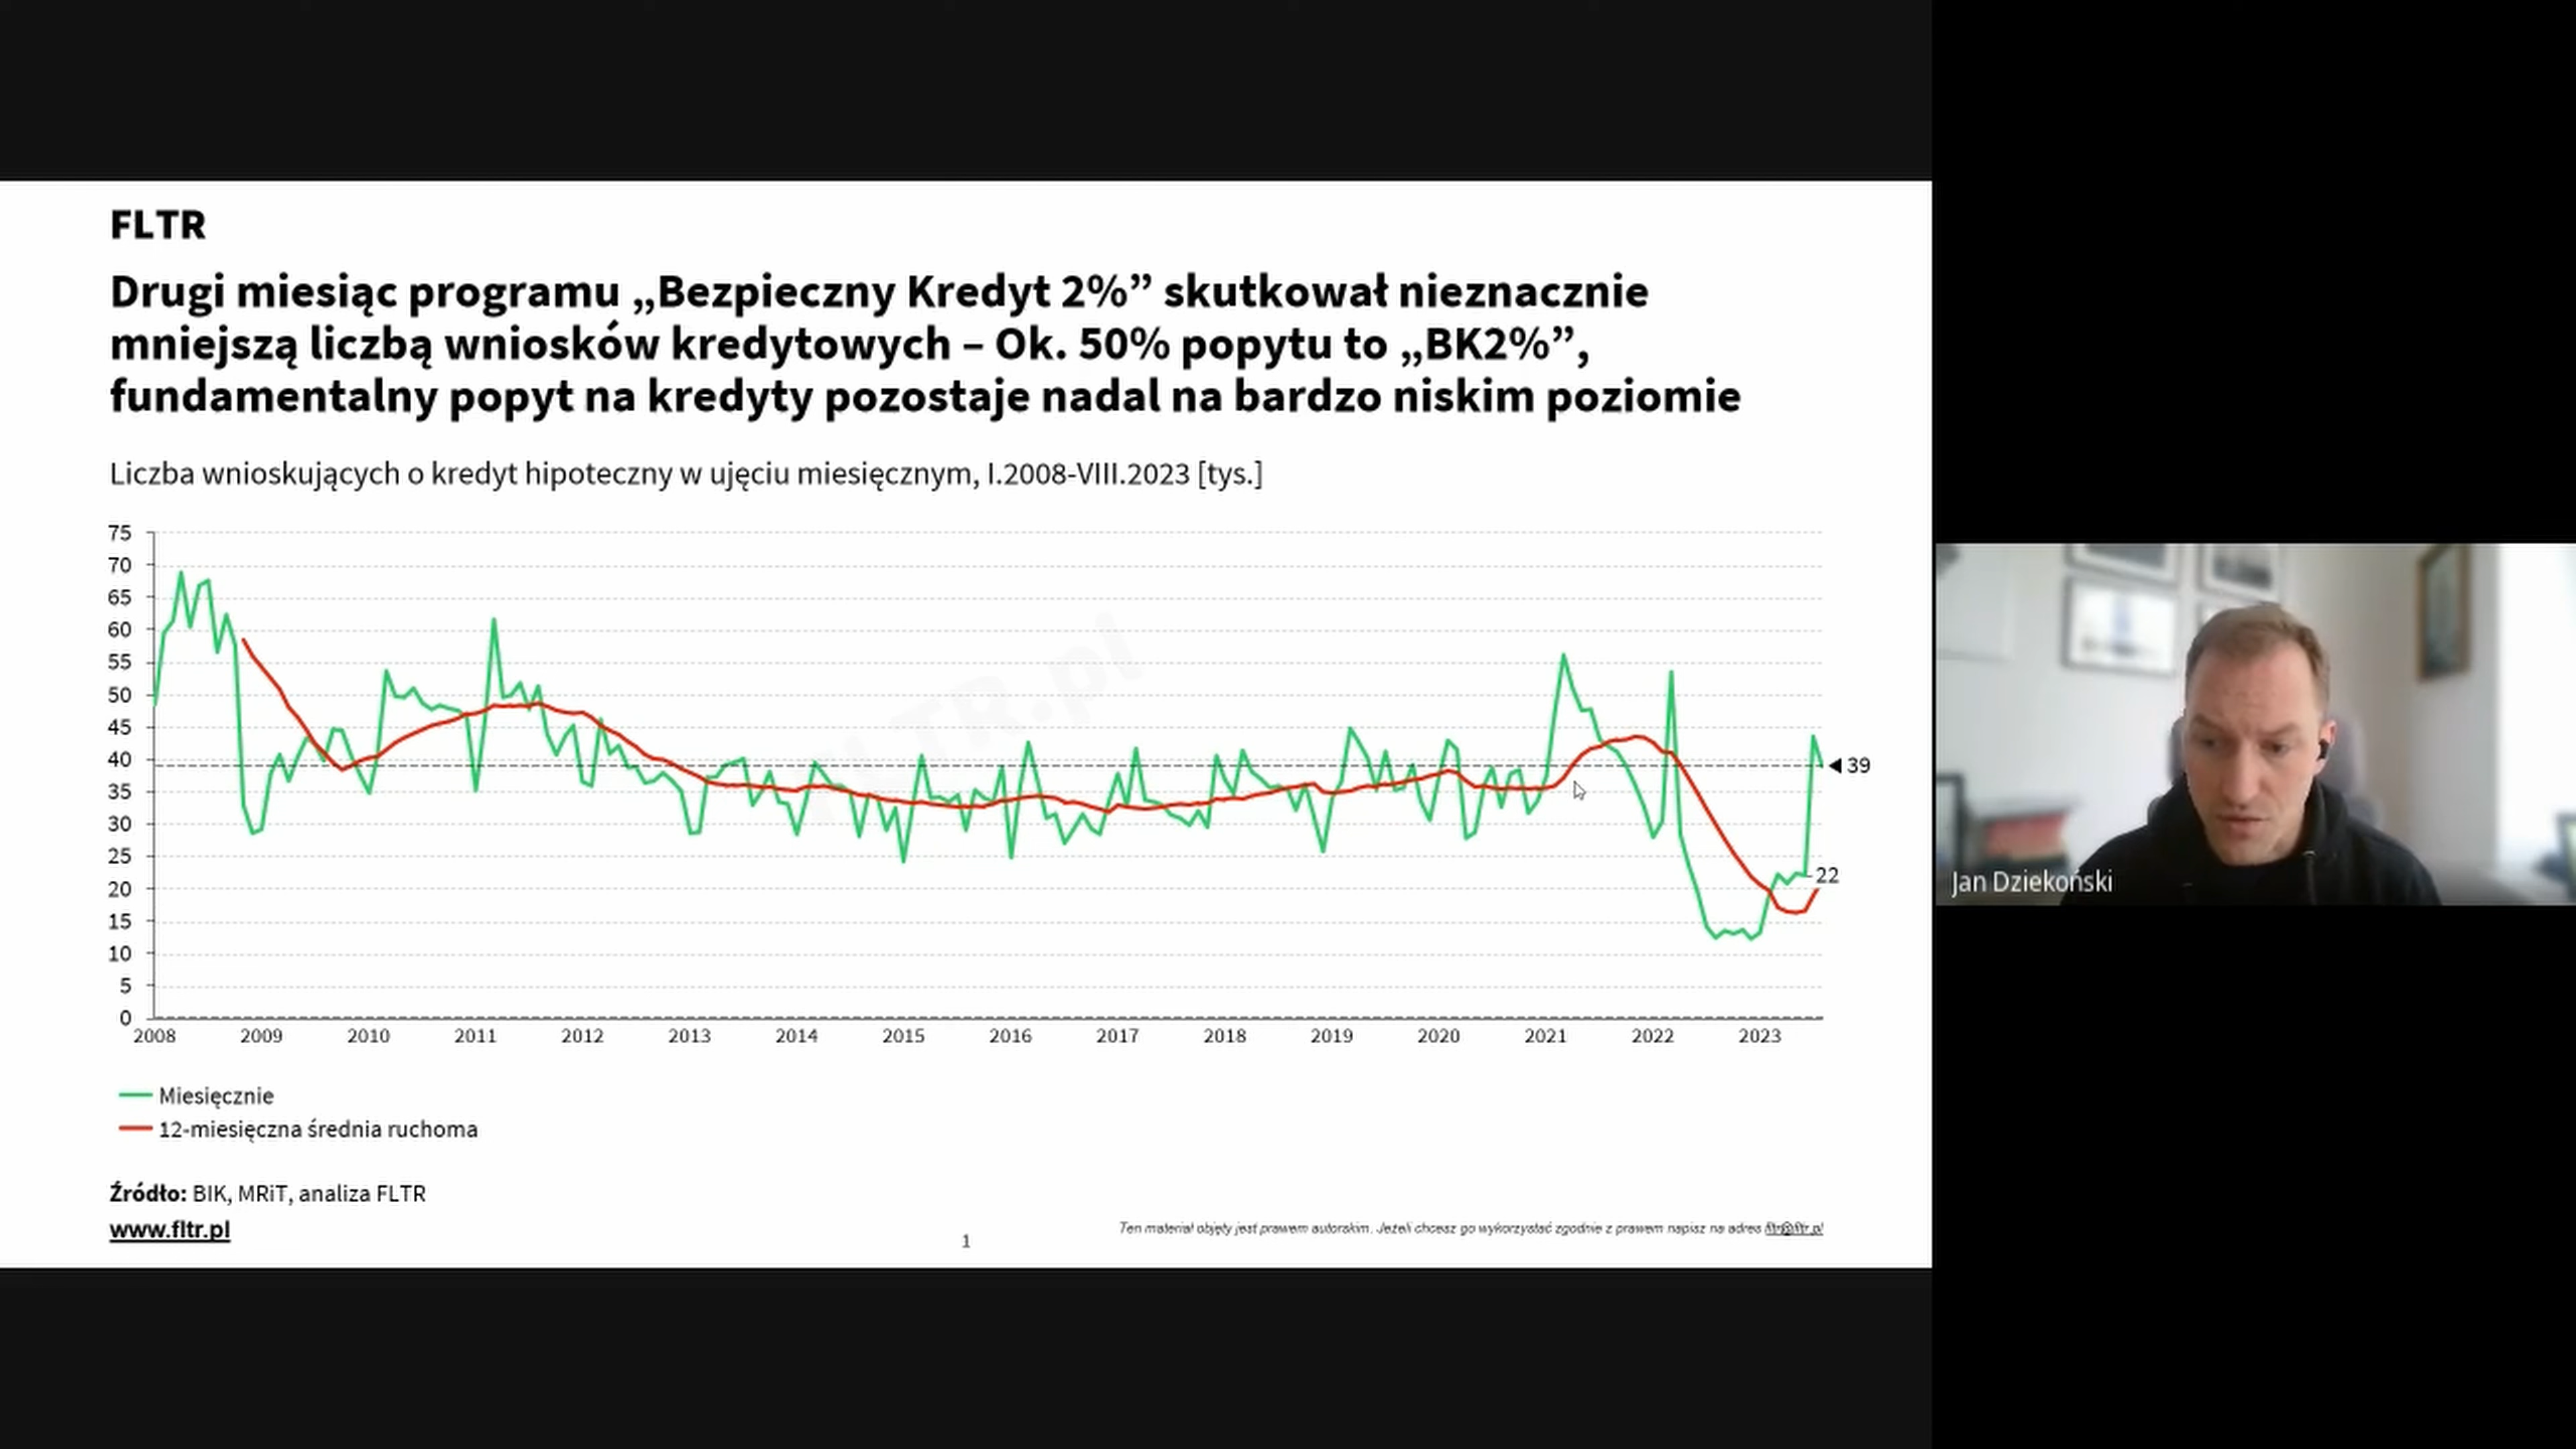 FLTR
Drugi miesiąc programu „Bezpieczny Kredyt 2%” skutkował nieznacznie
mniejszą liczbą wniosków kredytowych – Ok. 50% popytu to „BK2%”,
fundamentalny popyt na kredyty pozostaje nadal na bardzo niskim poziomie
Liczba wnioskujących o kredyt hipoteczny w ujęciu miesięcznym, I.2008-VIII.2023 [tys.]
75
70
65
60
55
50
45
40
35
30
25
20
15
10
5
0
39
22
FLTR.pl
2008 2009 2010 2011 2012 2013 2014 2015 2016 2017 2018 2019 2020 2021 2022 2023
Miesięcznie
12-miesięczna średnia ruchoma
Źródło: BIK, MRiT, analiza FLTR
www.fltr.pl
1
Ten materiał objęty jest prawem autorskim. Jeżeli chcesz go wykorzystać zgodnie z prawem napisz na adres fltr@fltr.pl
Jan Dziekoński